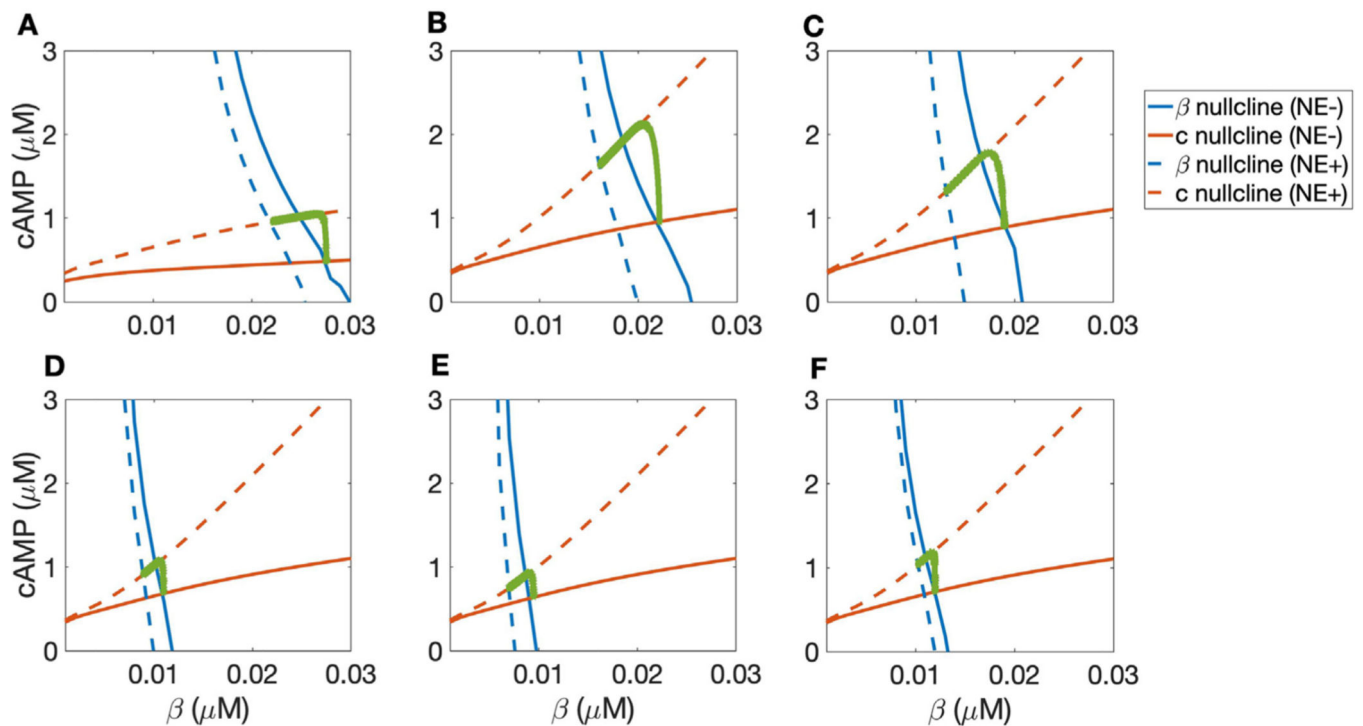 A
B
C
3
2
1
0
cAMP (μM)
0.01 0.02 0.03
3
2
1
0
0.01 0.02 0.03
3
2
1
0
0.01 0.02 0.03
β nullcline (NE-)
c nullcline (NE-)
β nullcline (NE+)
c nullcline (NE+)
D
E
F
3
2
1
0
cAMP (μM)
0.01 0.02 0.03
β (μM)
3
2
1
0
0.01 0.02 0.03
β (μM)
3
2
1
0
0.01 0.02 0.03
β (μM)